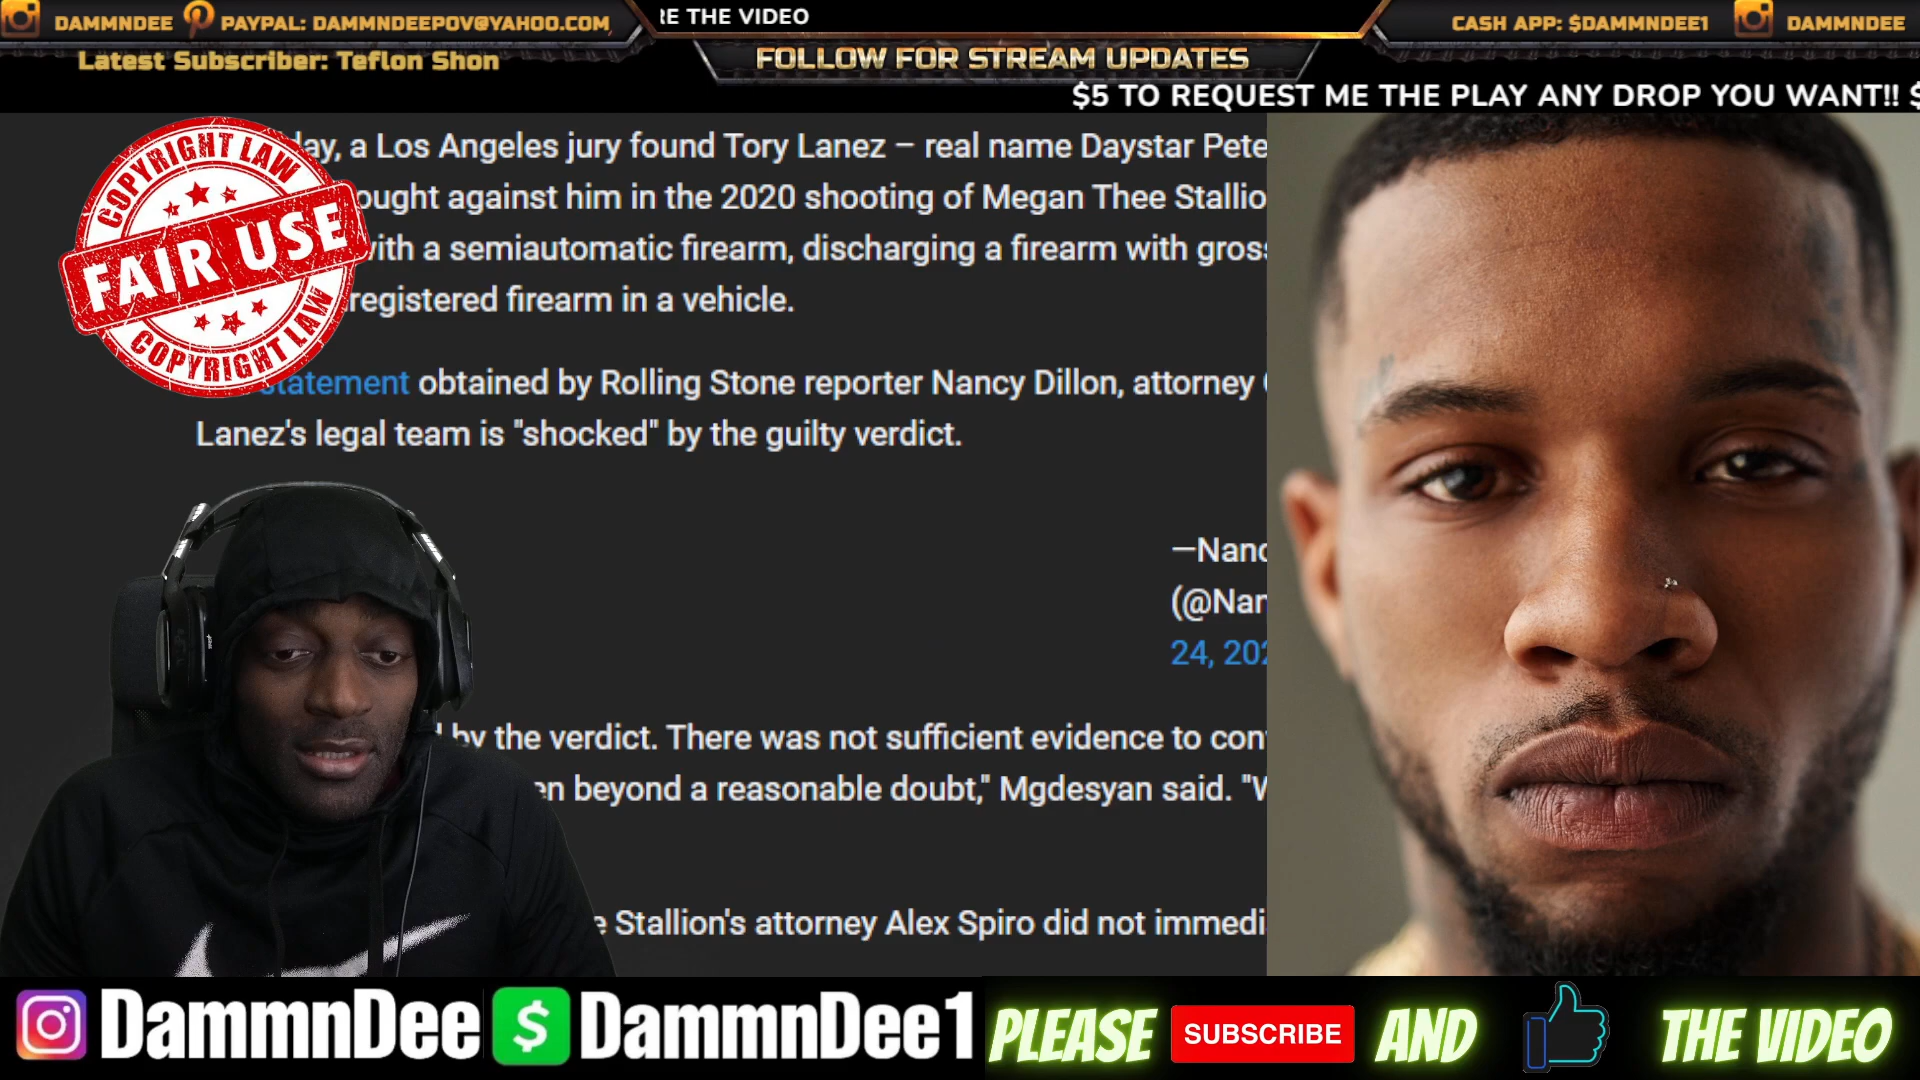 DAMMNDEE PAYPAL: DAMMNDEEPOV@YAHOO.COM,
RE THE VIDEO
CASH APP: $DAMMNDEE1 DAMMNDEE
Latest Subscriber: Teflon Shon
FOLLOW FOR STREAM UPDATES
$5 TO REQUEST ME THE PLAY ANY DROP YOU WANT!! $
COPYRIGHT LAW
FAIR USE
COPYRIGHT LAW
day, a Los Angeles jury found Tory Lanez – real name Daystar Pete
ought against him in the 2020 shooting of Megan Thee Stallio
with a semiautomatic firearm, discharging a firearm with gros
registered firearm in a vehicle.
statement obtained by Rolling Stone reporter Nancy Dillon, attorney
Lanez's legal team is "shocked" by the guilty verdict.
—Nanc
(@Nan
24, 202
by the verdict. There was not sufficient evidence to con
en beyond a reasonable doubt," Mgdesyan said. "W
e Stallion's attorney Alex Spiro did not immedi
DammnDee $ DammnDee1 PLEASE SUBSCRIBE AND THE VIDEO